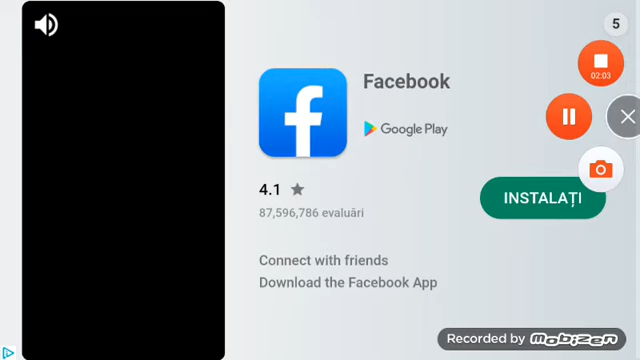 5
Facebook
02:03
Google Play
4.1
87,596,786 evaluări
INSTALAȚI
Connect with friends
Download the Facebook App
Recorded by mobizen